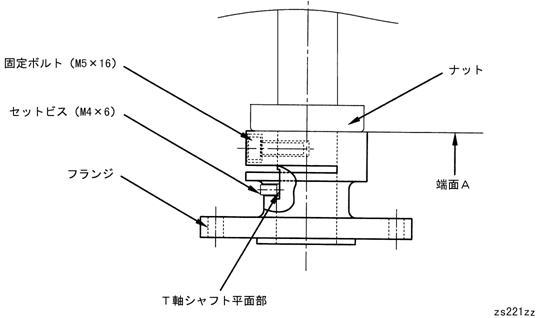 固定ボルト（M5×16）
ナット
セットビス（M4×6）
端面A
フランジ
T軸シャフト平面部
zs221zz